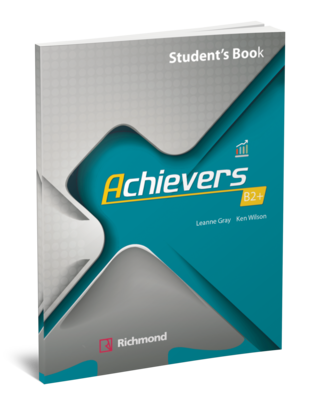 Student's Book
Achievers
B2+
Leanne Gray Ken Wilson
Richmond